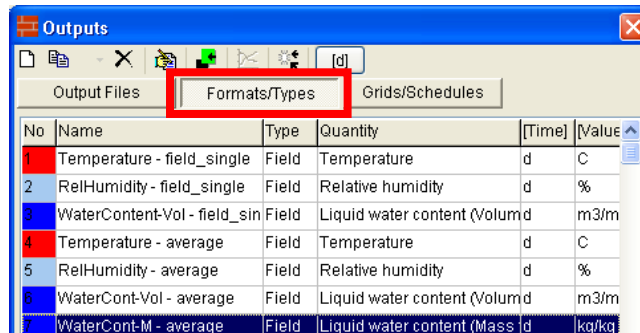 Outputs
[d]
Output Files Formats/Types Grids/Schedules
No Name Type Quantity [Time] [Value
1 Temperature - field_single Field Temperature d C
2 RelHumidity - field_single Field Relative humidity d %
3 WaterContent-Vol - field_sin Field Liquid water content (Volum d m3/m
4 Temperature - average Field Temperature d C
5 RelHumidity - average Field Relative humidity d %
6 WaterCont-Vol - average Field Liquid water content (Volum d m3/m
7 WaterCont-M - average Field Liquid water content (Mass d kg/kg